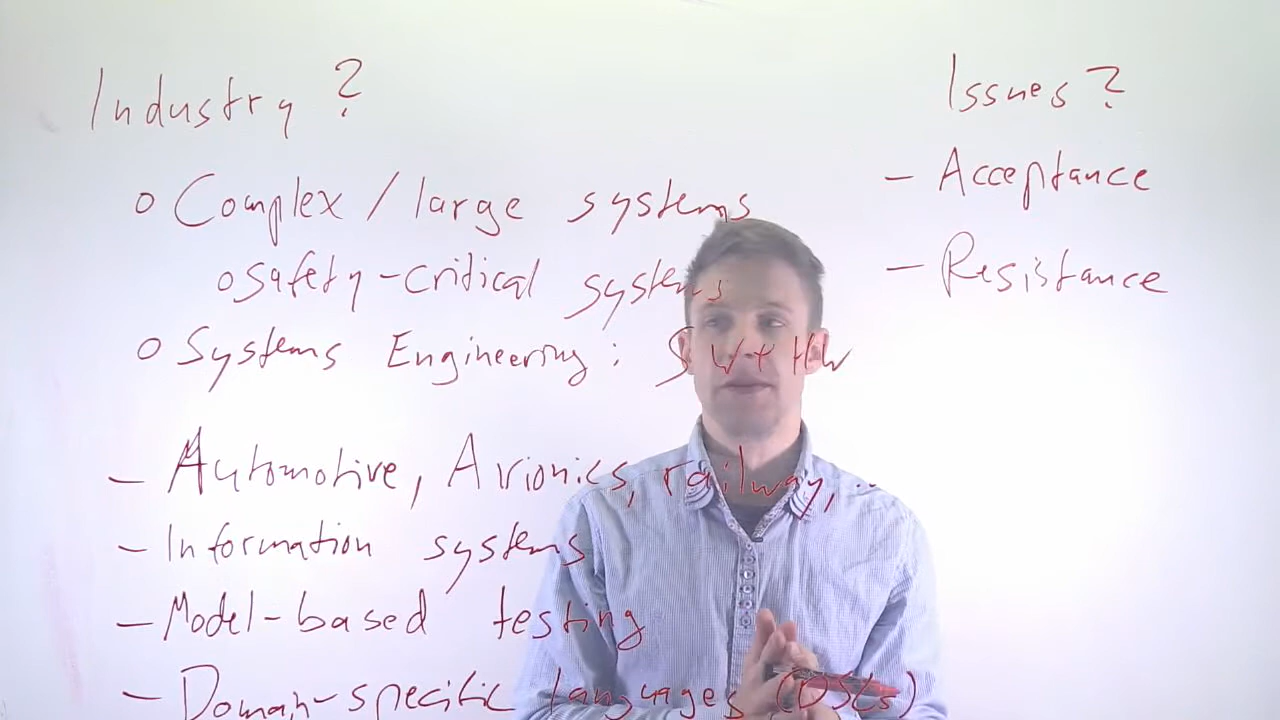 Industry?
o Complex / large systems
o Safety-critical systems
o Systems Engineering: SW + HW
- Automotive, Avionics, railway, ..
- Information systems
- Model-based testing
- Domain-specific languages (DSLs)
Issues?
- Acceptance
- Resistance